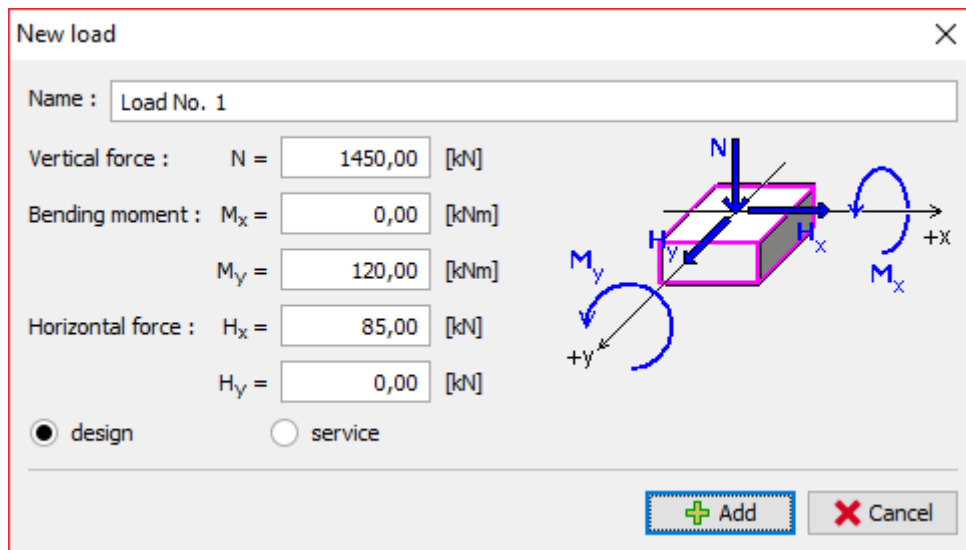 New load
Name : Load No. 1
Vertical force : N = 1450,00 [kN]
Bending moment : Mx = 0,00 [kNm]
My = 120,00 [kNm]
Horizontal force : Hx = 85,00 [kN]
Hy = 0,00 [kN]
design service
N
Hy Hx +x
My Mx
+y
Add Cancel